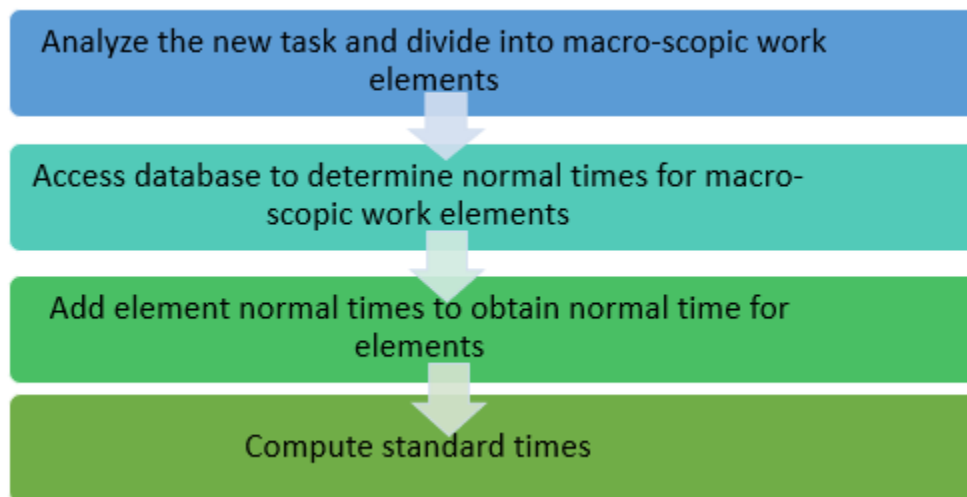 Analyze the new task and divide into macro-scopic work
elements
Access database to determine normal times for macro-
scopic work elements
Add element normal times to obtain normal time for
elements
Compute standard times